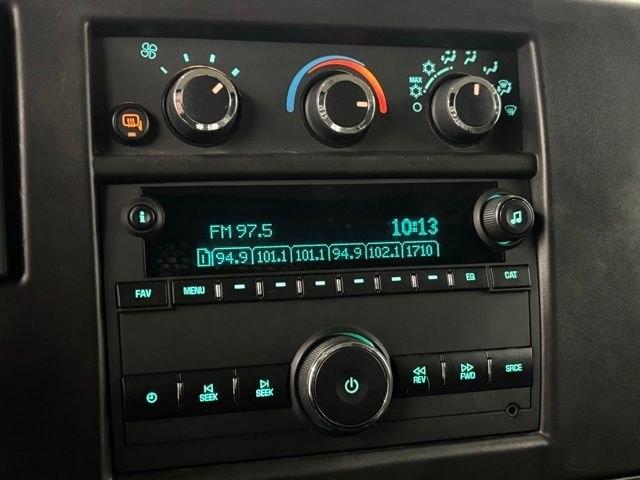 MAX
FM 97.5 10:13
1 94.9 101.1 101.1 94.9 102.1 1710
FAV MENU EQ CAT
SEEK SEEK REV FWD SRCE